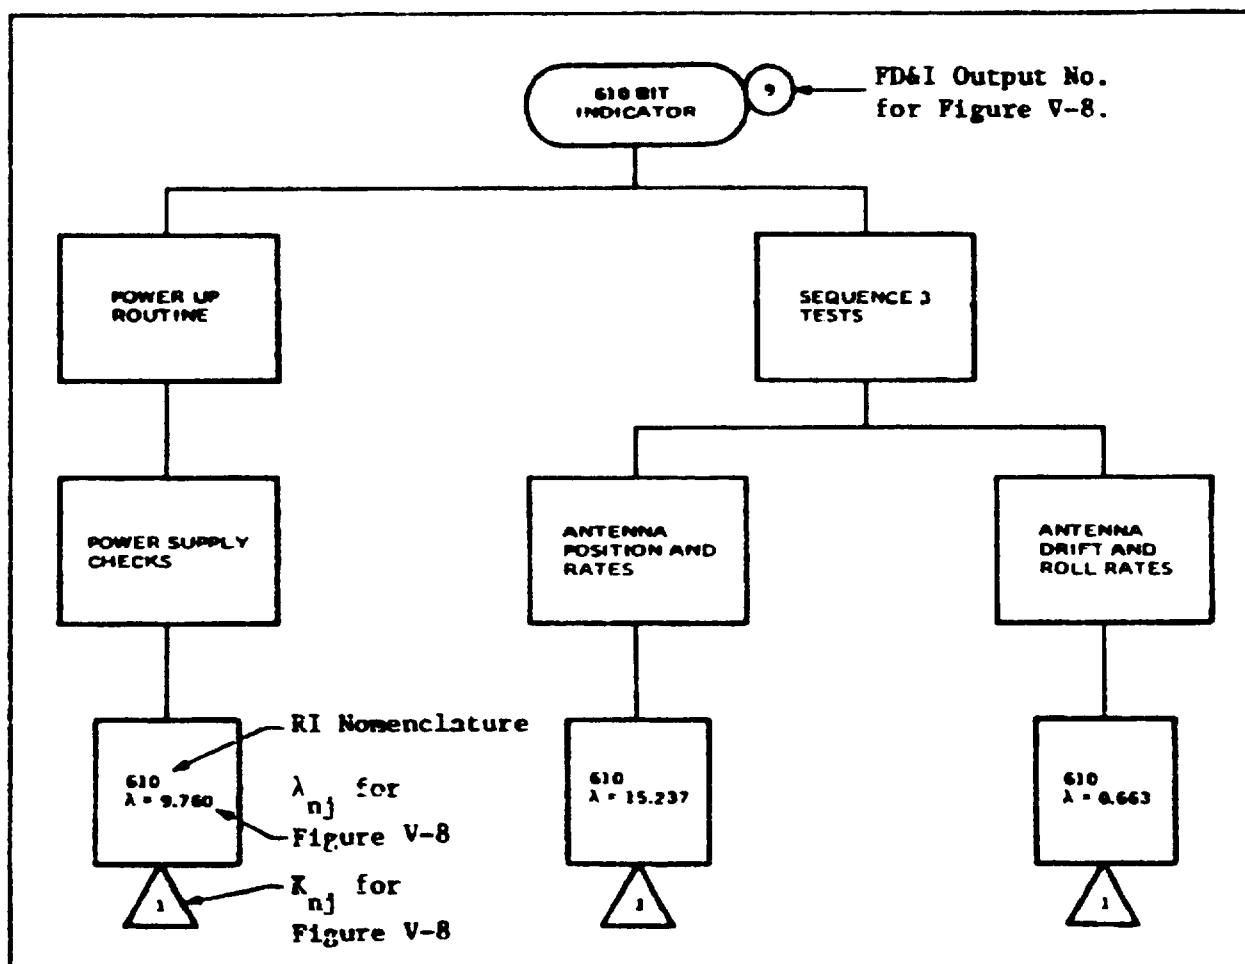 610 BIT
INDICATOR
9
FD&I Output No.
for Figure V-8.
POWER UP
ROUTINE
SEQUENCE 3
TESTS
POWER SUPPLY
CHECKS
ANTENNA
POSITION AND
RATES
ANTENNA
DRIFT AND
ROLL RATES
RI Nomenclature
610
λ = 9.760
λnj for
Figure V-8
1
Knj for
Figure V-8
610
λ = 15.237
1
610
λ = 0.663
1